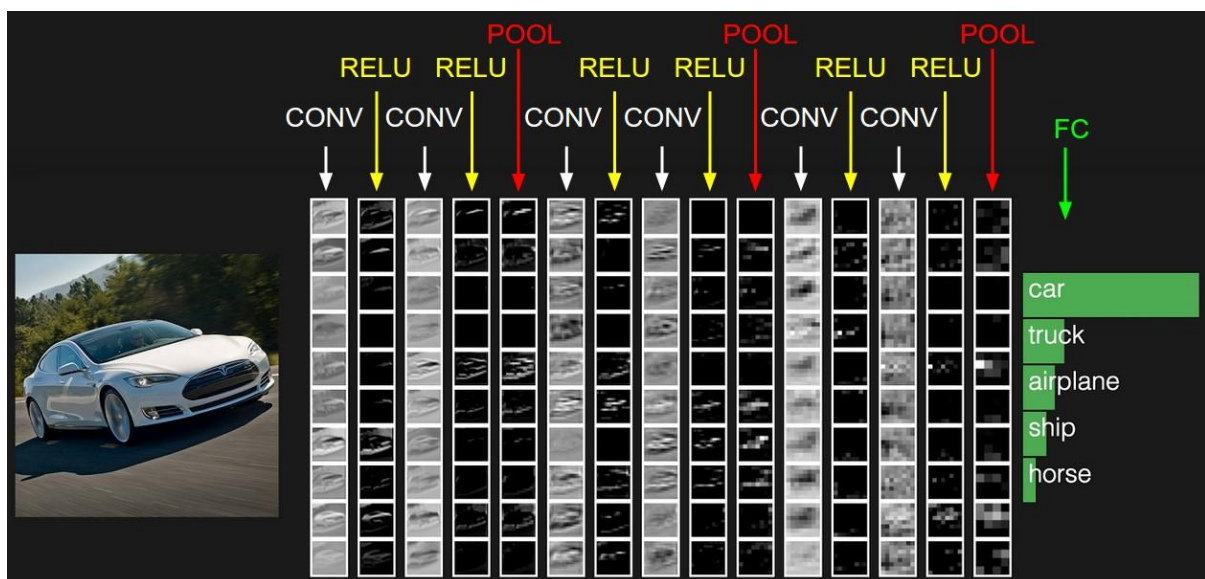 POOL POOL POOL
RELU RELU RELU RELU RELU RELU
CONV CONV CONV CONV CONV CONV
FC
car
truck
airplane
ship
horse